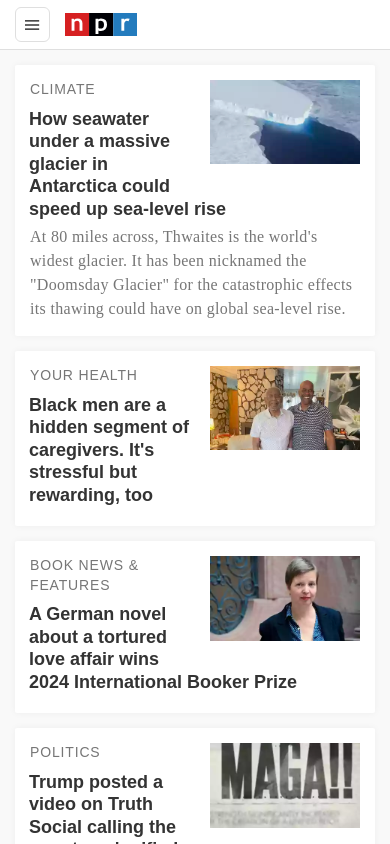 npr
CLIMATE
How seawater
under a massive
glacier in
Antarctica could
speed up sea-level rise
At 80 miles across, Thwaites is the world's
widest glacier. It has been nicknamed the
"Doomsday Glacier" for the catastrophic effects
its thawing could have on global sea-level rise.
YOUR HEALTH
Black men are a
hidden segment of
caregivers. It's
stressful but
rewarding, too
BOOK NEWS &
FEATURES
A German novel
about a tortured
love affair wins
2024 International Booker Prize
POLITICS
MAGA!!
Trump posted a
video on Truth
Social calling the